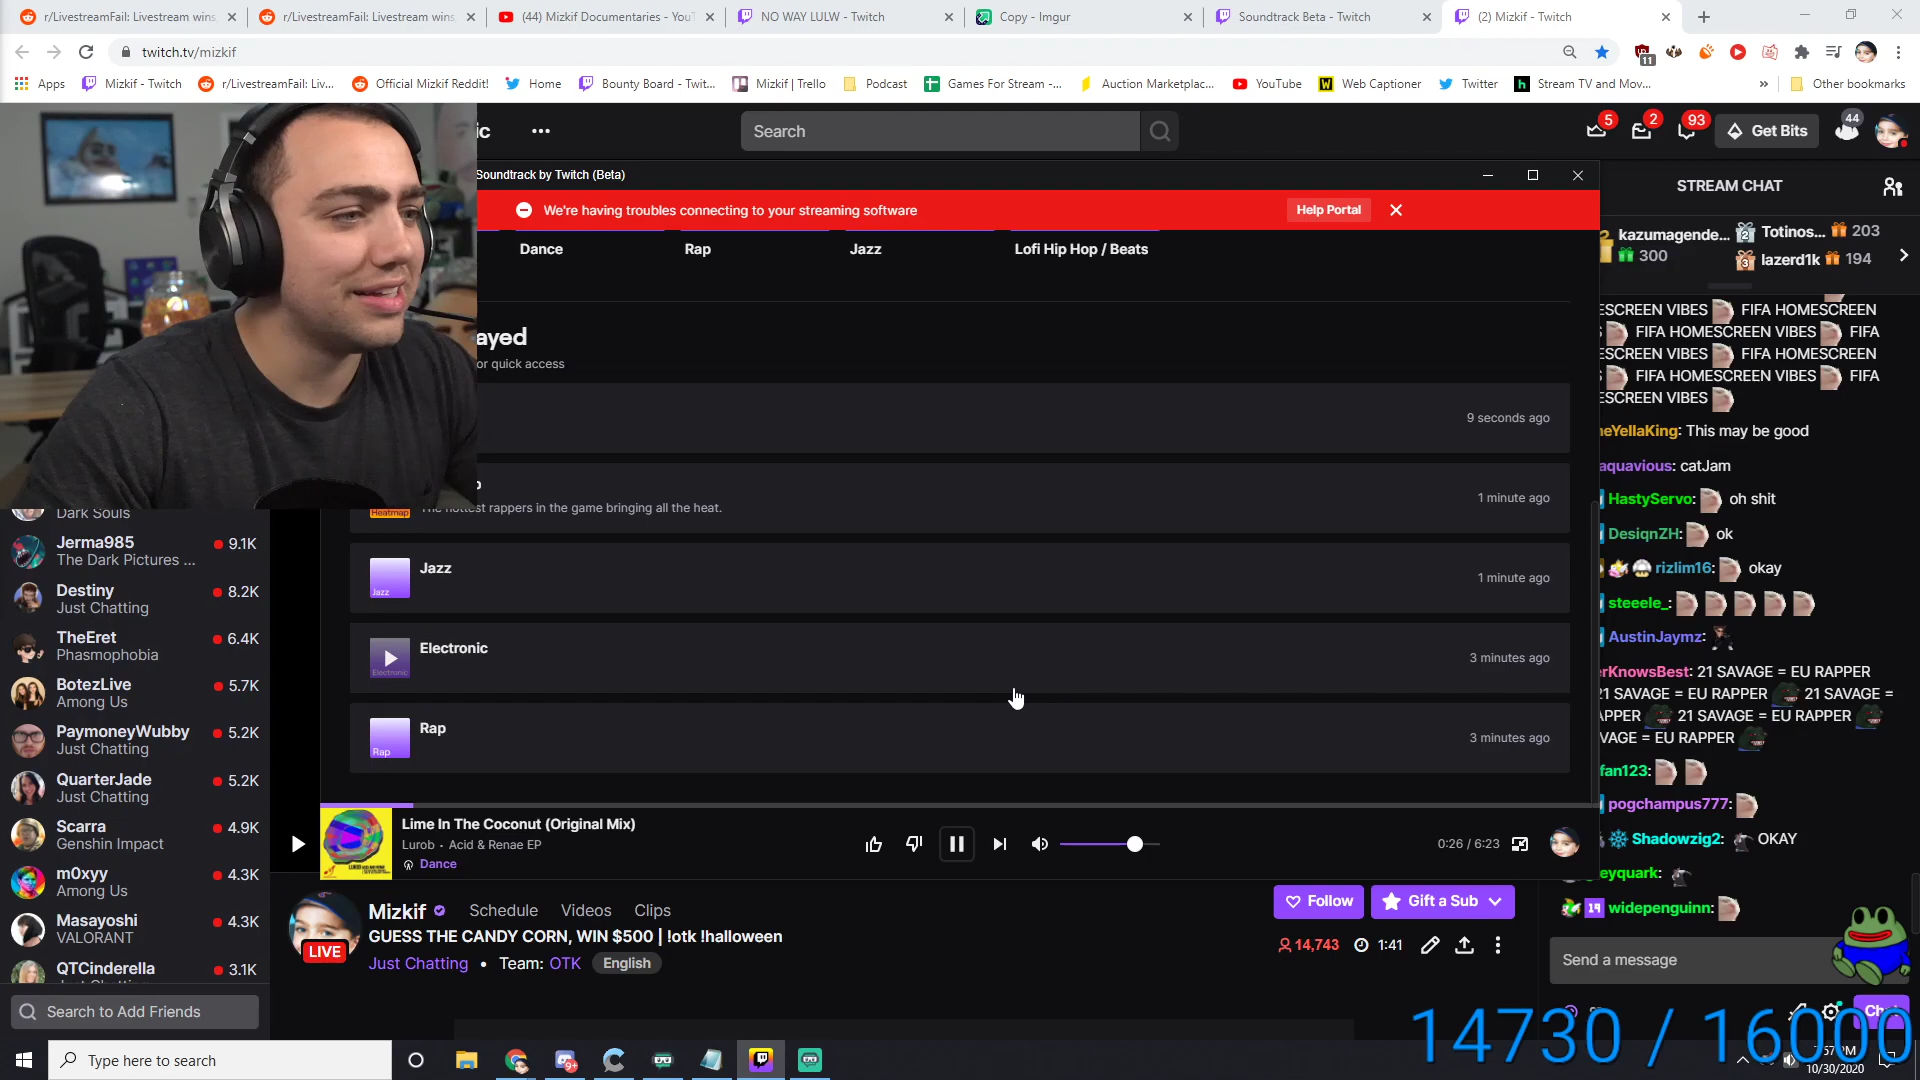 r/LivestreamFail: Livestream wins,
r/LivestreamFail: Livestream wins,
(44) Mizkif Documentaries - YouT
NO WAY LULW - Twitch
Copy - Imgur
Soundtrack Beta - Twitch
(2) Mizkif - Twitch
twitch.tv/mizkif
11
Apps
Mizkif - Twitch
r/LivestreamFail: Liv...
Official Mizkif Reddit!
Home
Bounty Board - Twit...
Mizkif | Trello
Podcast
Games For Stream -...
Auction Marketplac...
YouTube
Web Captioner
Twitter
Stream TV and Mov...
Other bookmarks
ic
Search
5
2
93
Get Bits
44
Soundtrack by Twitch (Beta)
We're having troubles connecting to your streaming software
Help Portal
Dance
Rap
Jazz
Lofi Hip Hop / Beats
ayed
or quick access
9 seconds ago
1 minute ago
Heatmap
The hottest rappers in the game bringing all the heat.
Jazz
Jazz
1 minute ago
Electronic
Electronic
3 minutes ago
Rap
Rap
3 minutes ago
Lime In The Coconut (Original Mix)
Lurob • Acid & Renae EP
Dance
0:26 / 6:23
Dark Souls
Jerma985
9.1K
The Dark Pictures ...
Destiny
8.2K
Just Chatting
TheEret
6.4K
Phasmophobia
BotezLive
5.7K
Among Us
PaymoneyWubby
5.2K
Just Chatting
QuarterJade
5.2K
Just Chatting
Scarra
4.9K
Genshin Impact
m0xyy
4.3K
Among Us
Masayoshi
4.3K
VALORANT
QTCinderella
3.1K
Search to Add Friends
LIVE
Mizkif
Schedule
Videos
Clips
GUESS THE CANDY CORN, WIN $500 | !otk !halloween
Just Chatting • Team: OTK English
Follow
Gift a Sub
14,743
1:41
STREAM CHAT
kazumagende...
300
2 Totinos... 203
3 lazerd1k 194
ESCREEN VIBES FIFA HOMESCREEN
S FIFA HOMESCREEN VIBES FIFA
ESCREEN VIBES FIFA HOMESCREEN
S FIFA HOMESCREEN VIBES FIFA
ESCREEN VIBES
eYellaKing: This may be good
aquavious: catJam
HastyServo: oh shit
DesiqnZH: ok
rizlim16: okay
steeele_:
AustinJaymz:
rKnowsBest: 21 SAVAGE = EU RAPPER
21 SAVAGE = EU RAPPER 21 SAVAGE =
APPER 21 SAVAGE = EU RAPPER
VAGE = EU RAPPER
fan123:
pogchampus777:
Shadowzig2: OKAY
eyquark:
widepenguinn:
Send a message
14730 / 16000
Type here to search
10/30/2020